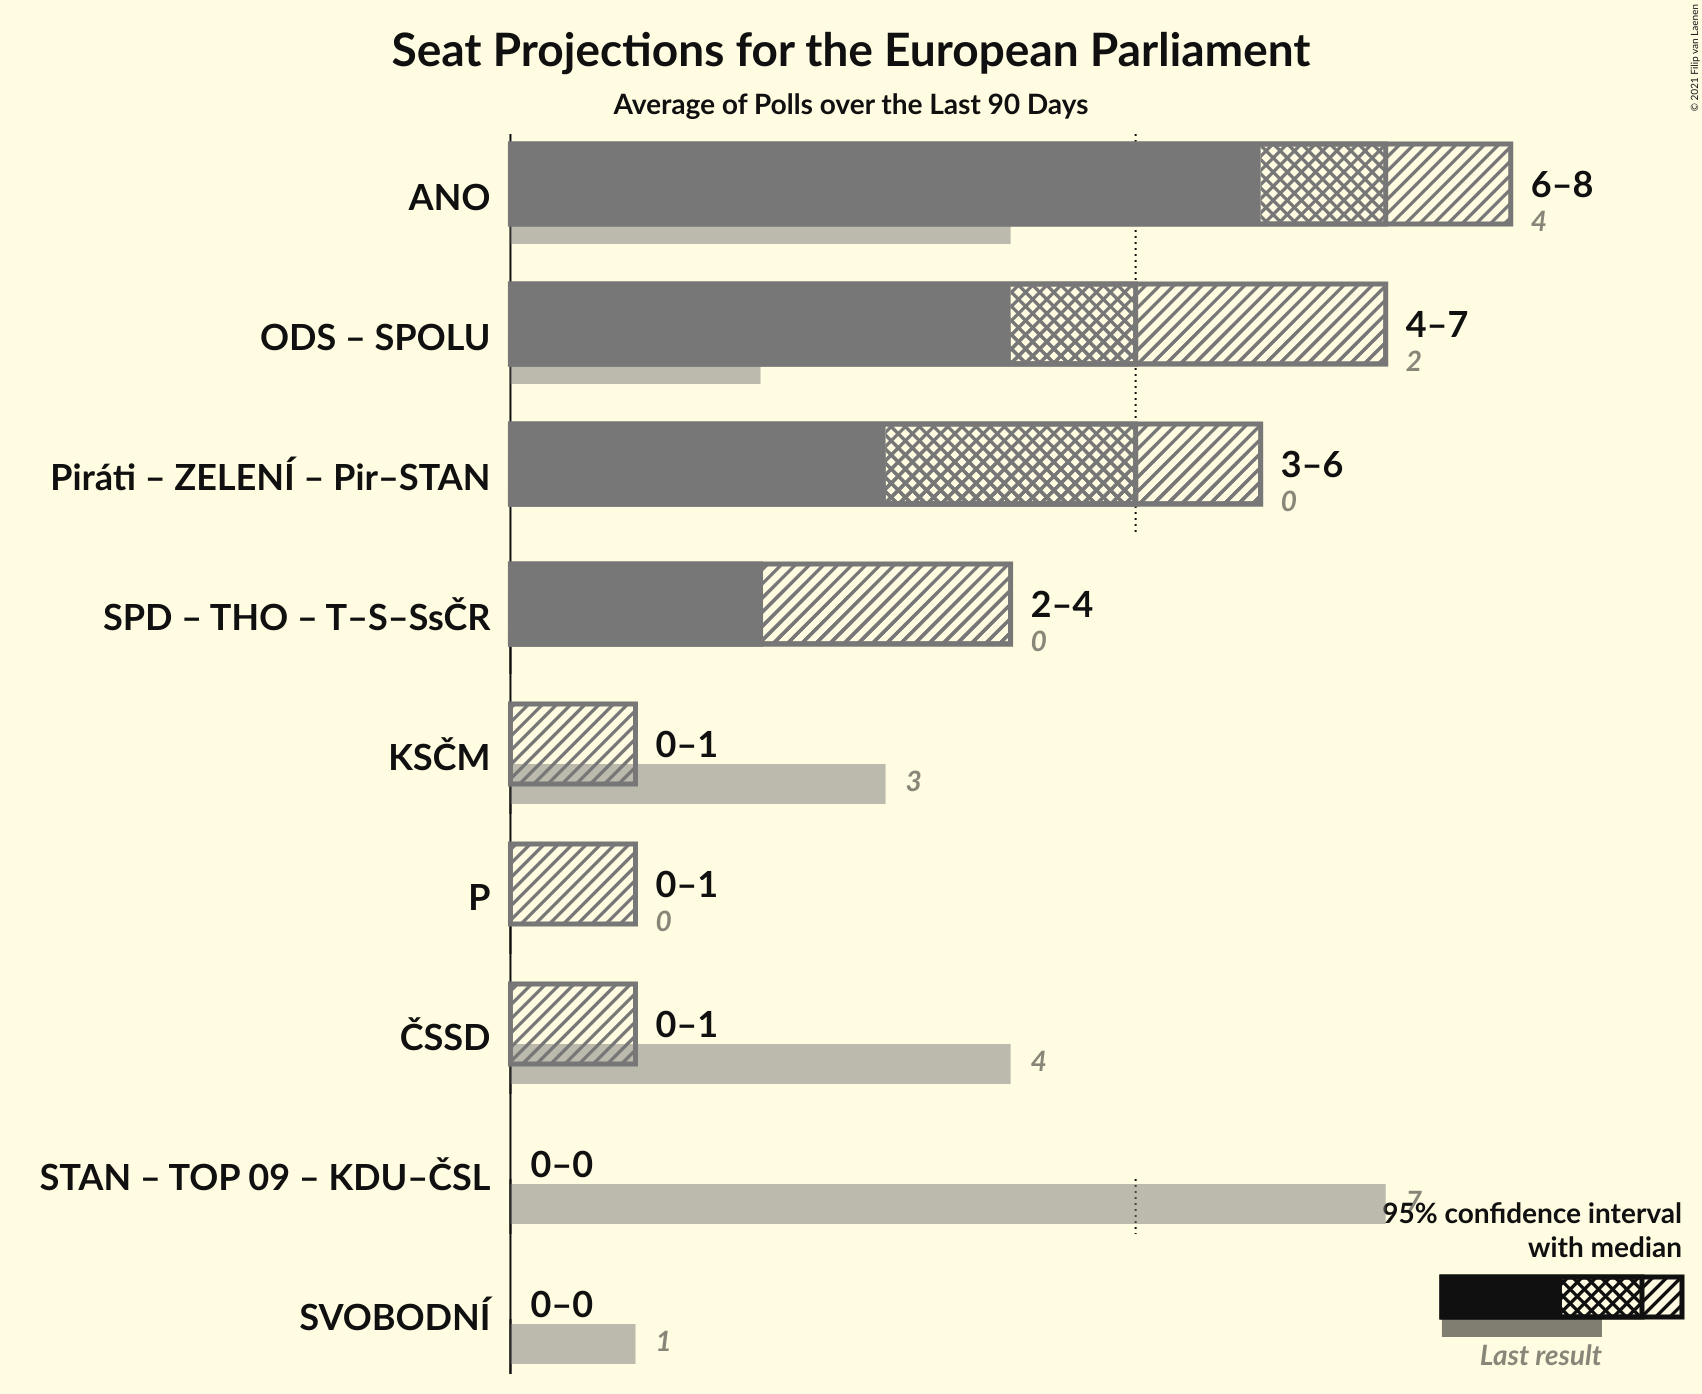 Seat Projections for the European Parliament
Average of Polls over the Last 90 Days
© 2021 Filip van Laenen
ANO
6–8
4
ODS – SPOLU
4–7
2
Piráti – ZELENÍ – Pir–STAN
3–6
0
SPD – THO – T–S–SsČR
2–4
0
KSČM
0–1
3
P
0–1
0
ČSSD
0–1
4
STAN – TOP 09 – KDU–ČSL
0–0
7
SVOBODNÍ
0–0
1
95% confidence interval
with median
Last result